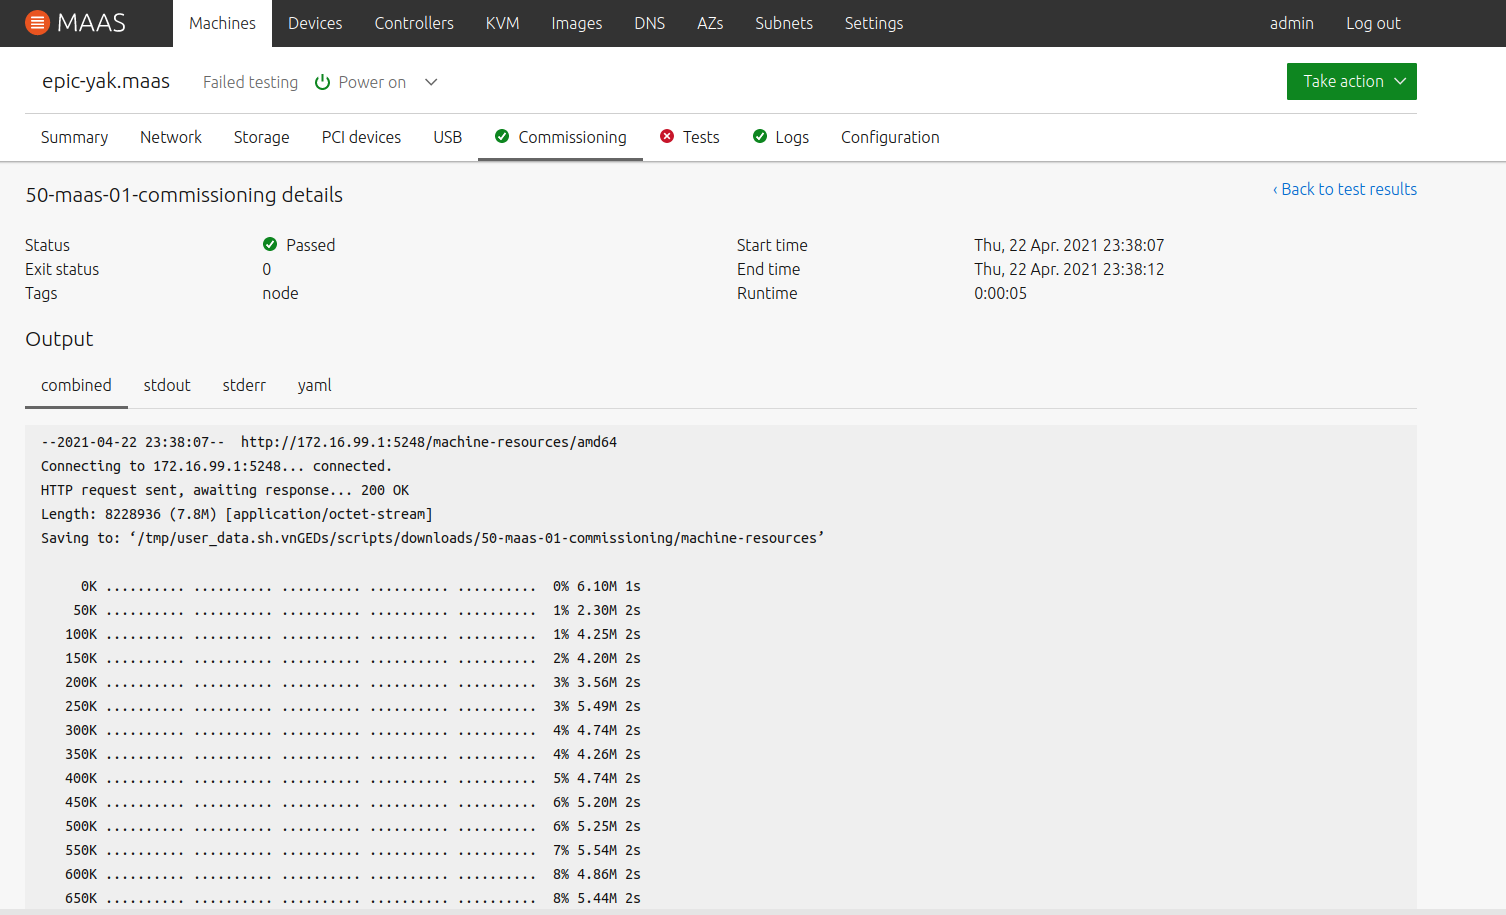 MAAS Machines Devices Controllers KVM Images DNS AZs Subnets Settings admin Log out
epic-yak.maas Failed testing Power on Take action
Summary Network Storage PCI devices USB Commissioning Tests Logs Configuration
50-maas-01-commissioning details ‹ Back to test results
Status Passed Start time Thu, 22 Apr. 2021 23:38:07
Exit status 0 End time Thu, 22 Apr. 2021 23:38:12
Tags node Runtime 0:00:05
Output
combined stdout stderr yaml
--2021-04-22 23:38:07--  http://172.16.99.1:5248/machine-resources/amd64
Connecting to 172.16.99.1:5248... connected.
HTTP request sent, awaiting response... 200 OK
Length: 8228936 (7.8M) [application/octet-stream]
Saving to: ‘/tmp/user_data.sh.vnGEDs/scripts/downloads/50-maas-01-commissioning/machine-resources’
0K .......... .......... .......... .......... ..........  0% 6.10M 1s
50K .......... .......... .......... .......... ..........  1% 2.30M 2s
100K .......... .......... .......... .......... ..........  1% 4.25M 2s
150K .......... .......... .......... .......... ..........  2% 4.20M 2s
200K .......... .......... .......... .......... ..........  3% 3.56M 2s
250K .......... .......... .......... .......... ..........  3% 5.49M 2s
300K .......... .......... .......... .......... ..........  4% 4.74M 2s
350K .......... .......... .......... .......... ..........  4% 4.26M 2s
400K .......... .......... .......... .......... ..........  5% 4.74M 2s
450K .......... .......... .......... .......... ..........  6% 5.20M 2s
500K .......... .......... .......... .......... ..........  6% 5.25M 2s
550K .......... .......... .......... .......... ..........  7% 5.54M 2s
600K .......... .......... .......... .......... ..........  8% 4.86M 2s
650K .......... .......... .......... .......... ..........  8% 5.44M 2s